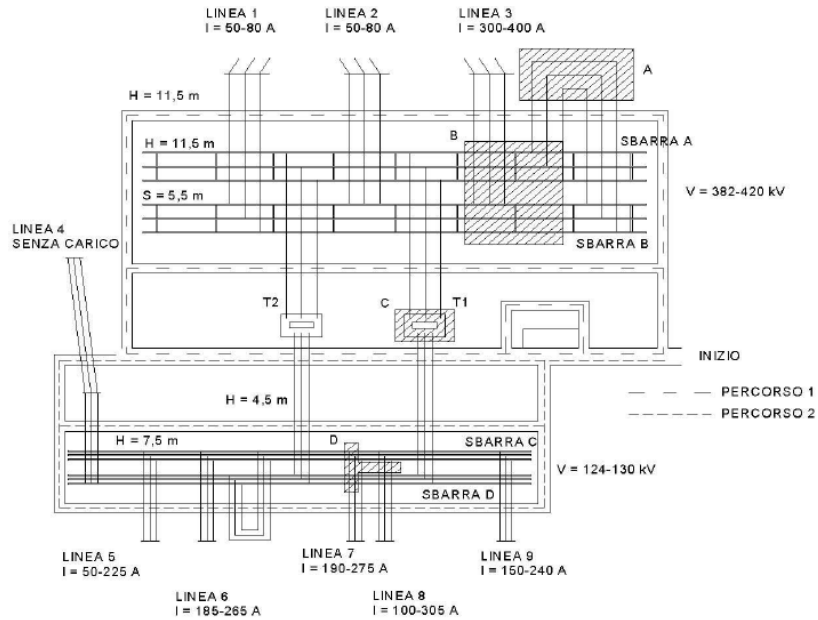 LINEA 1
I = 50-80 A
LINEA 2
I = 50-80 A
LINEA 3
I = 300-400 A
A
H = 11,5 m
H = 11,5 m
B
SBARRA A
S = 5,5 m
V = 382-420 kV
LINEA 4
SENZA CARICO
SBARRA B
T2
C
T1
INIZIO
PERCORSO 1
PERCORSO 2
H = 4,5 m
H = 7,5 m
D
SBARRA C
V = 124-130 kV
SBARRA D
LINEA 5
I = 50-225 A
LINEA 6
I = 185-265 A
LINEA 7
I = 190-275 A
LINEA 8
I = 100-305 A
LINEA 9
I = 150-240 A